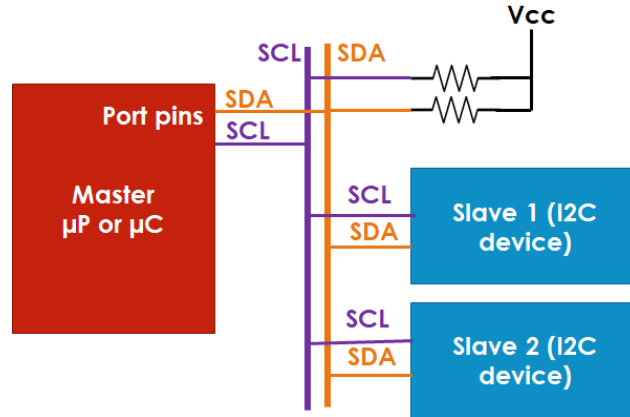 Vcc
SCL
SDA
SDA
Port pins
SCL
Master
µP or µC
SCL
SDA
Slave 1 (I2C
device)
SCL
SDA
Slave 2 (I2C
device)